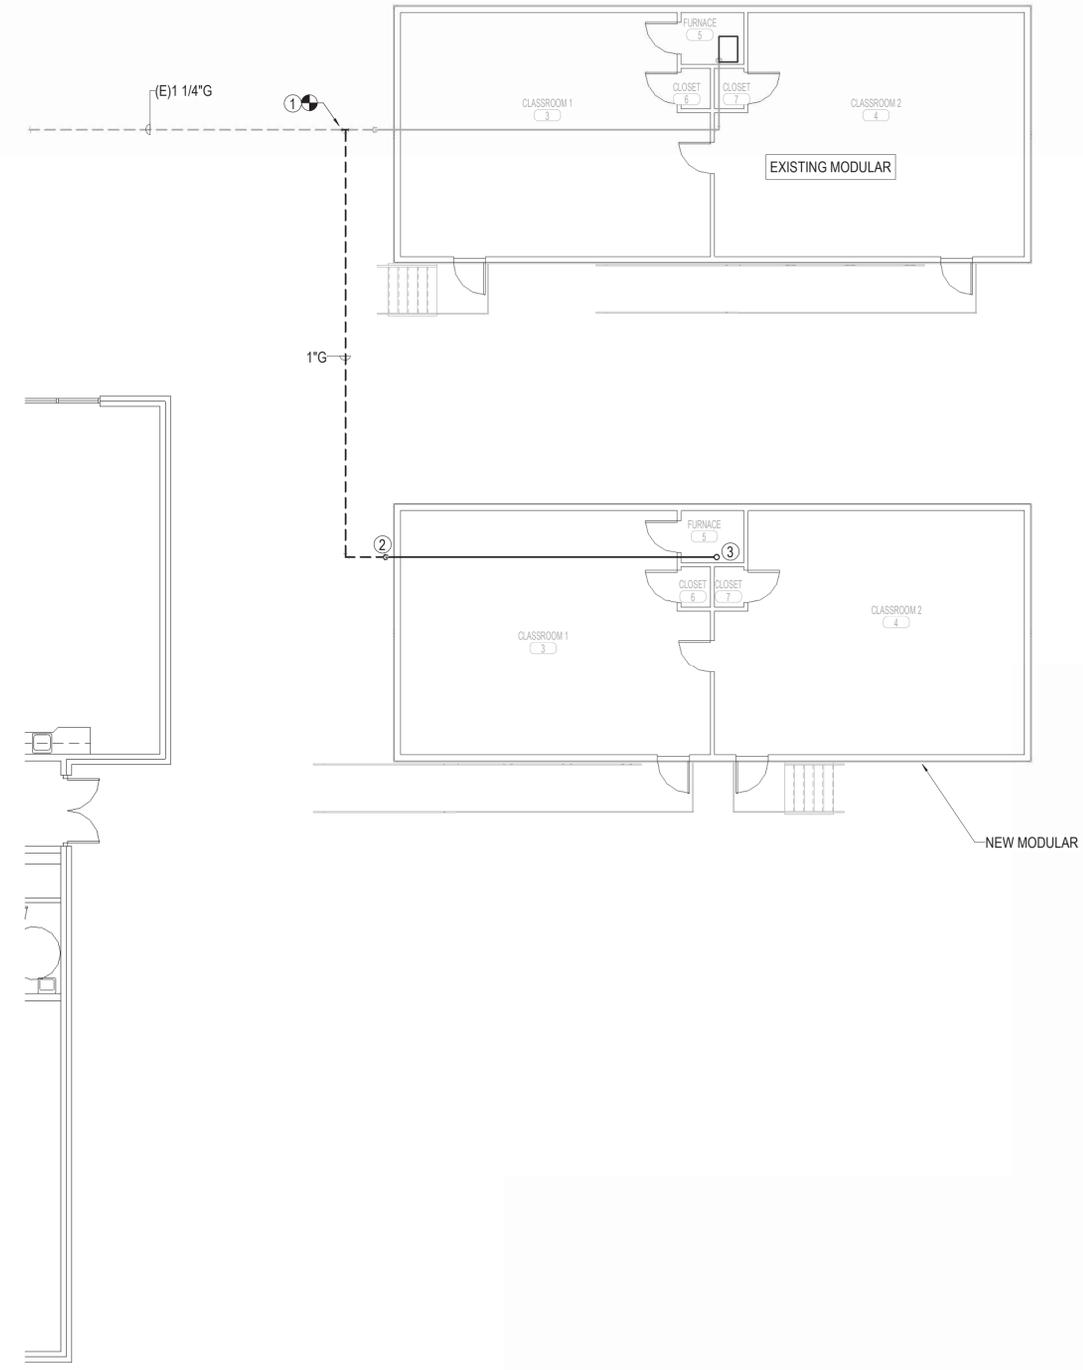 FURNACE
5
(E)1 1/4"G
1
CLOSET
6
CLOSET
7
CLASSROOM 1
3
CLASSROOM 2
4
EXISTING MODULAR
1"G
2
FURNACE
5
3
CLOSET
6
CLOSET
7
CLASSROOM 2
4
CLASSROOM 1
3
NEW MODULAR